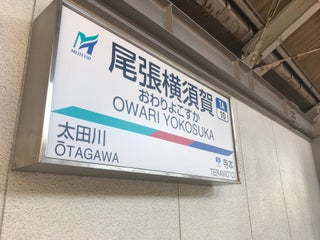 MEITETSU
尾張横須賀
おわりよこすか
OWARI YOKOSUKA
TA
10
太田川
ŌTAGAWA
寺本
TERAMOTO